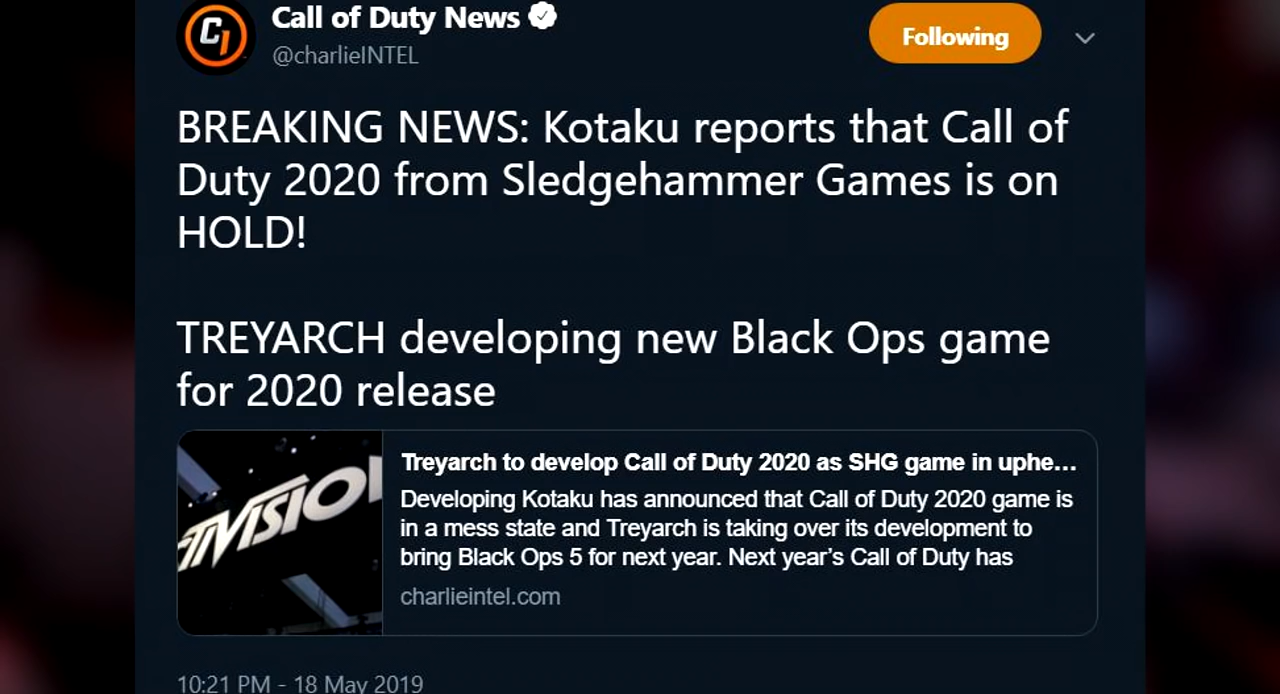 Call of Duty News
@charlieINTEL
Following
BREAKING NEWS: Kotaku reports that Call of
Duty 2020 from Sledgehammer Games is on
HOLD!
TREYARCH developing new Black Ops game
for 2020 release
TIVISIO
Treyarch to develop Call of Duty 2020 as SHG game in uphe...
Developing Kotaku has announced that Call of Duty 2020 game is
in a mess state and Treyarch is taking over its development to
bring Black Ops 5 for next year. Next year’s Call of Duty has
charlieintel.com
10:21 PM - 18 May 2019